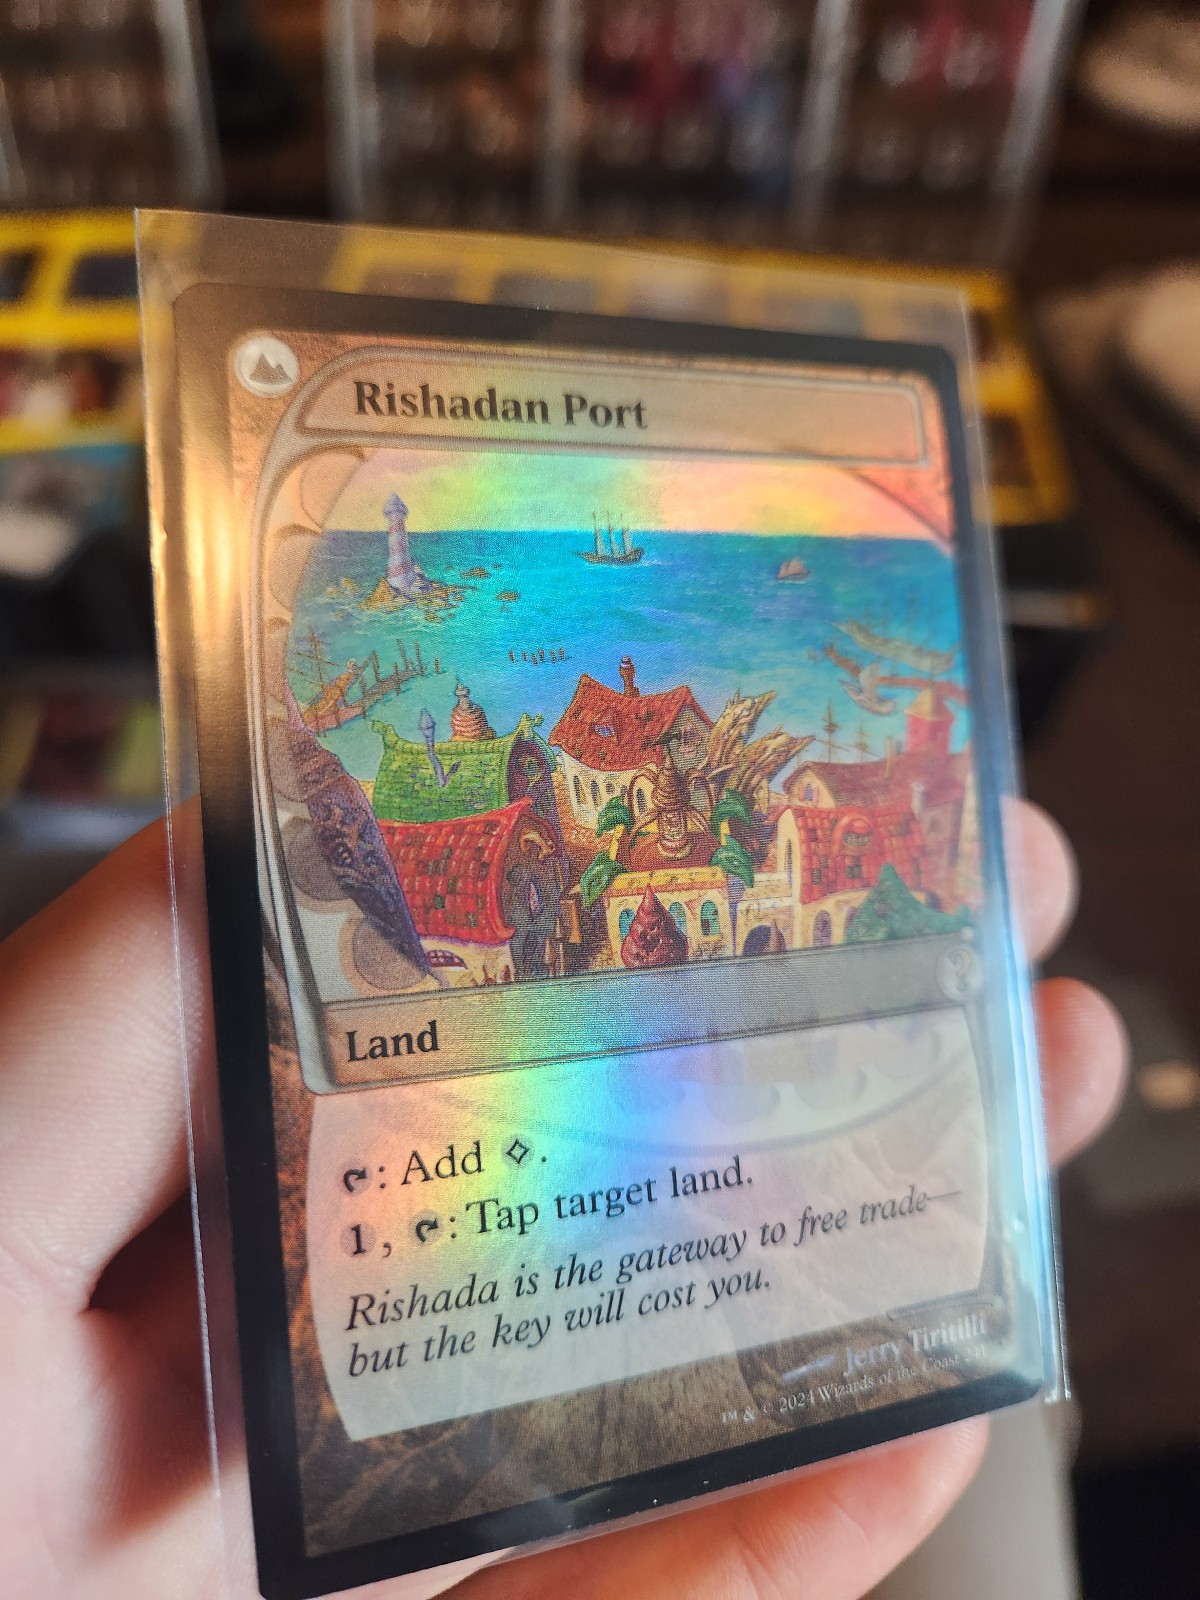 Rishadan Port
Land
: Add .
1, : Tap target land.
Rishada is the gateway to free trade—
but the key will cost you.
Jerry Tiritilli
™ & © 2024 Wizards of the Coast 241